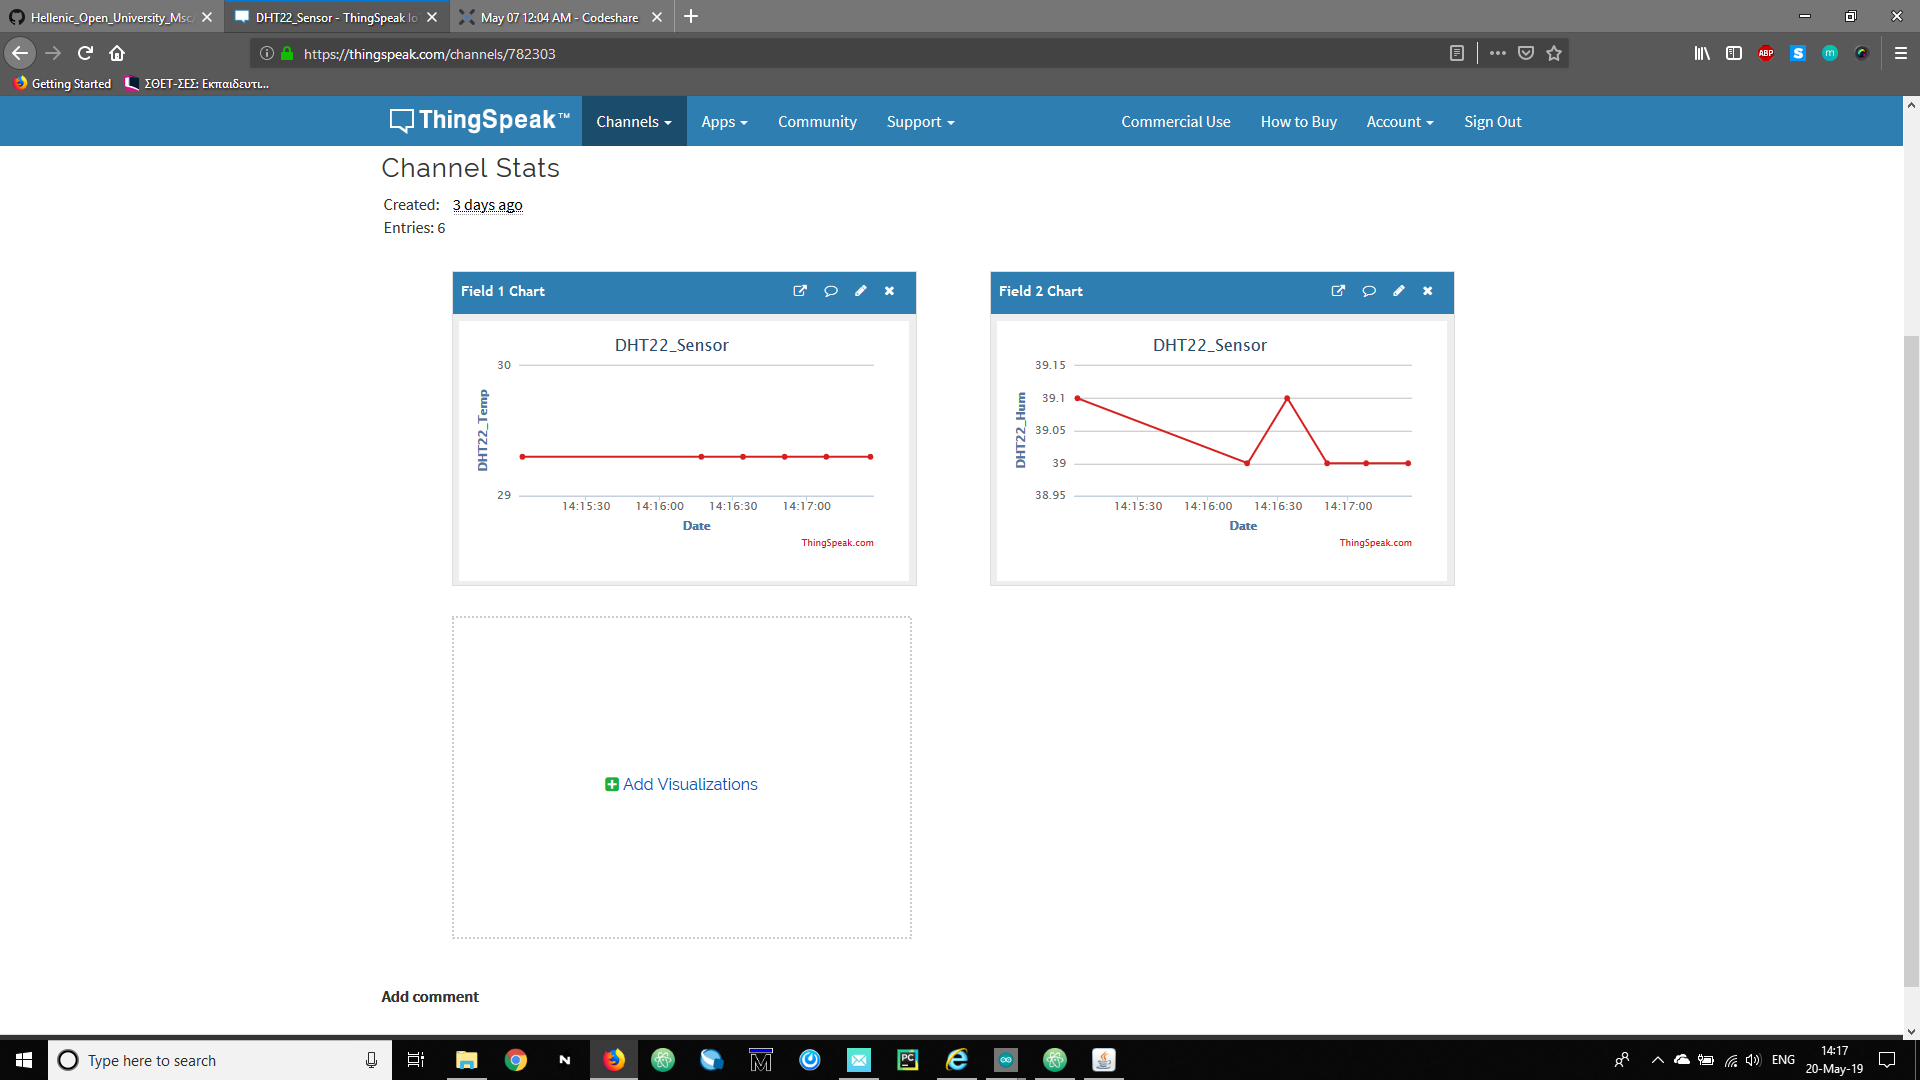 Hellenic_Open_University_Msc
DHT22_Sensor - ThingSpeak Io
May 07 12:04 AM - Codeshare
https://thingspeak.com/channels/782303
ABP
S
m
Getting Started
ΣΘΕΤ-ΣΕΣ: Εκπαιδευτι...
ThingSpeak™
Channels
Apps
Community
Support
Commercial Use
How to Buy
Account
Sign Out
Channel Stats
Created: 3 days ago
Entries: 6
Field 1 Chart
DHT22_Sensor
30
DHT22_Temp
29
14:15:30 14:16:00 14:16:30 14:17:00
Date
ThingSpeak.com
Field 2 Chart
DHT22_Sensor
39.15
39.1
39.05
DHT22_Hum
39
38.95
14:15:30 14:16:00 14:16:30 14:17:00
Date
ThingSpeak.com
Add Visualizations
Add comment
Type here to search
N
M
PC
ENG
14:17
20-May-19